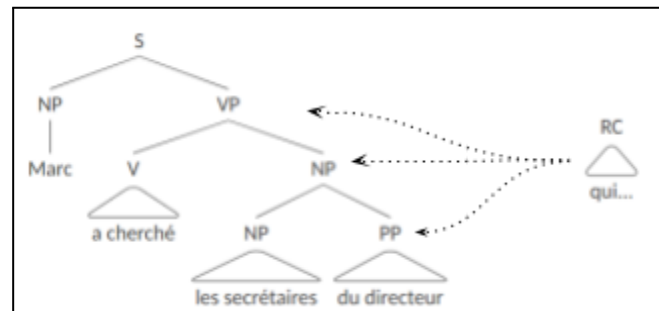 S
NP VP
RC
Marc V NP
qui...
a cherché NP PP
les secrétaires du directeur